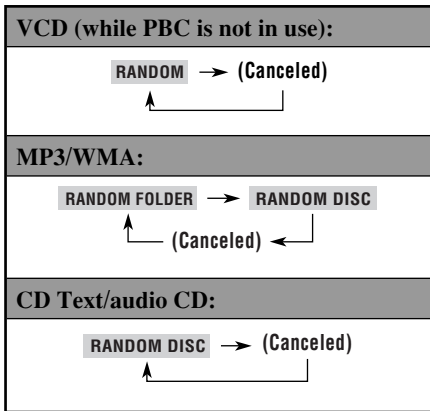 VCD (while PBC is not in use):
RANDOM (Canceled)
MP3/WMA:
RANDOM FOLDER RANDOM DISC
(Canceled)
CD Text/audio CD:
RANDOM DISC (Canceled)